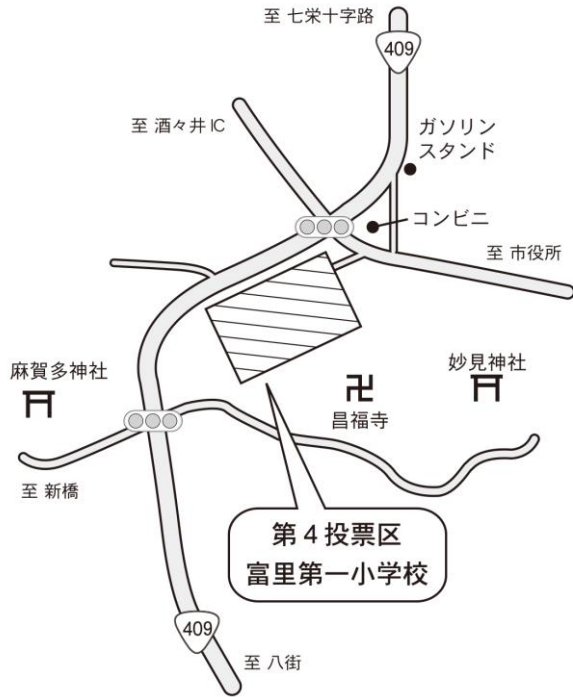 至 七栄十字路
409
至 酒々井IC
ガソリン
スタンド
コンビニ
至 市役所
麻賀多神社
妙見神社
卍
昌福寺
至 新橋
第4投票区
富里第一小学校
409
至 八街